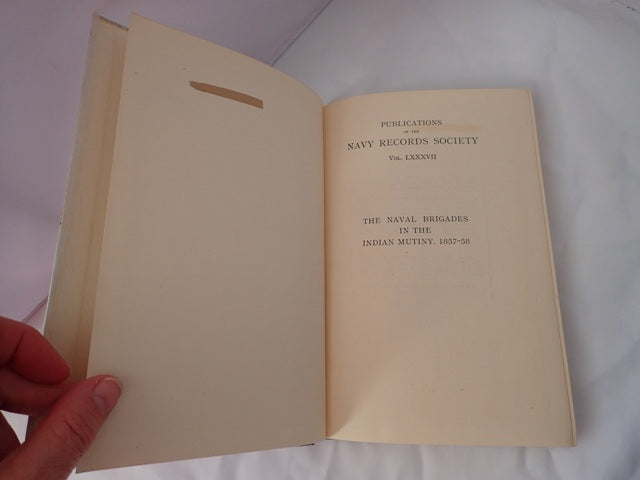 PUBLICATIONS
OF THE
NAVY RECORDS SOCIETY
VOL. LXXXVII
THE NAVAL BRIGADES
IN THE
INDIAN MUTINY, 1857-58